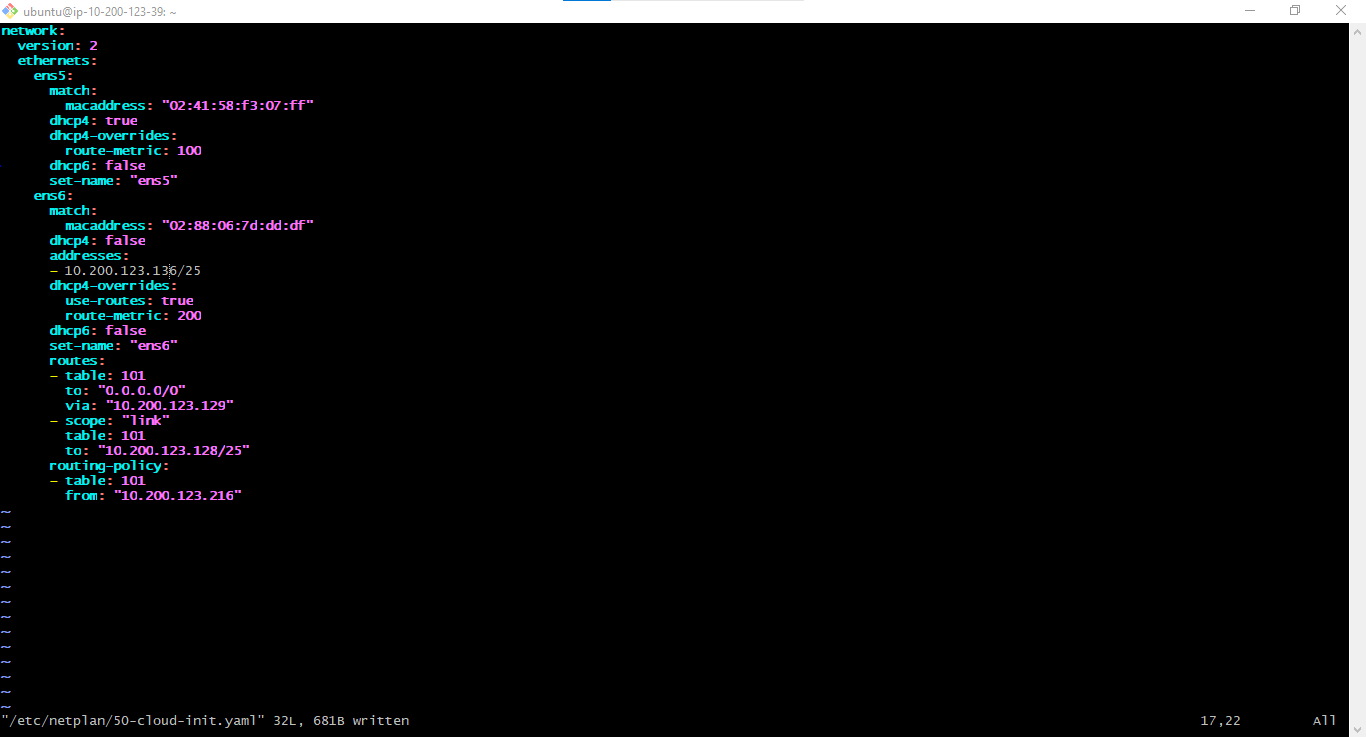 ubuntu@ip-10-200-123-39: ~
network:
  version: 2
  ethernets:
    ens5:
      match:
        macaddress: "02:41:58:f3:07:ff"
      dhcp4: true
      dhcp4-overrides:
        route-metric: 100
      dhcp6: false
      set-name: "ens5"
    ens6:
      match:
        macaddress: "02:88:06:7d:dd:df"
      dhcp4: false
      addresses:
      - 10.200.123.136/25
      dhcp4-overrides:
        use-routes: true
        route-metric: 200
      dhcp6: false
      set-name: "ens6"
      routes:
      - table: 101
        to: "0.0.0.0/0"
        via: "10.200.123.129"
      - scope: "link"
        table: 101
        to: "10.200.123.128/25"
      routing-policy:
      - table: 101
        from: "10.200.123.216"
~
~
~
~
~
~
~
~
~
~
~
~
~
~
"/etc/netplan/50-cloud-init.yaml" 32L, 681B written 17,22 All